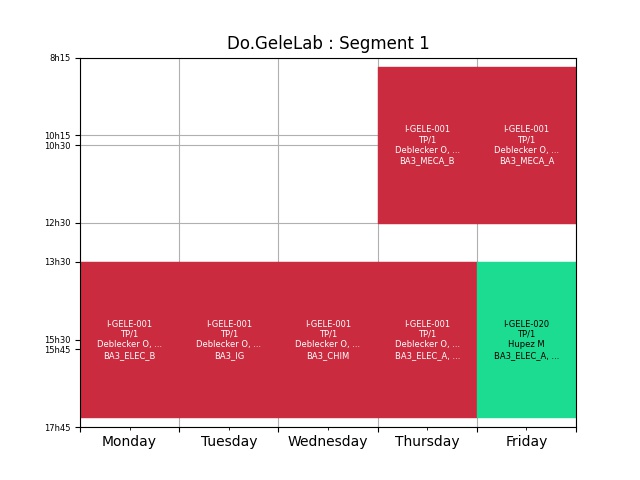 Do.GeleLab : Segment 1
8h15
10h15
10h30
12h30
13h30
15h30
15h45
17h45
I-GELE-001
TP/1
Deblecker O, ...
BA3_MECA_B
I-GELE-001
TP/1
Deblecker O, ...
BA3_MECA_A
I-GELE-001
TP/1
Deblecker O, ...
BA3_ELEC_B
I-GELE-001
TP/1
Deblecker O, ...
BA3_IG
I-GELE-001
TP/1
Deblecker O, ...
BA3_CHIM
I-GELE-001
TP/1
Deblecker O, ...
BA3_ELEC_A, ...
I-GELE-020
TP/1
Hupez M
BA3_ELEC_A, ...
Monday
Tuesday
Wednesday
Thursday
Friday